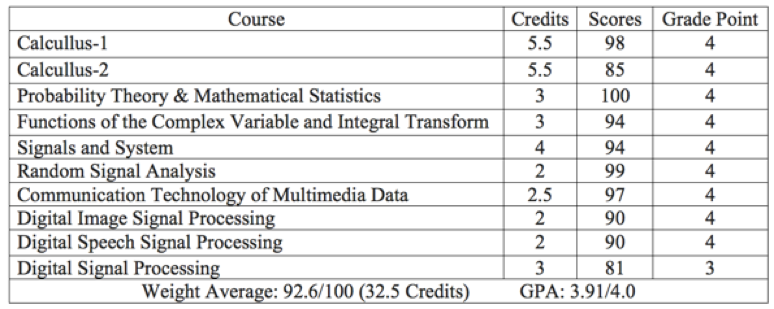 Course Credits Scores Grade Point
Calcullus-1 5.5 98 4
Calcullus-2 5.5 85 4
Probability Theory & Mathematical Statistics 3 100 4
Functions of the Complex Variable and Integral Transform 3 94 4
Signals and System 4 94 4
Random Signal Analysis 2 99 4
Communication Technology of Multimedia Data 2.5 97 4
Digital Image Signal Processing 2 90 4
Digital Speech Signal Processing 2 90 4
Digital Signal Processing 3 81 3
Weight Average: 92.6/100 (32.5 Credits) GPA: 3.91/4.0